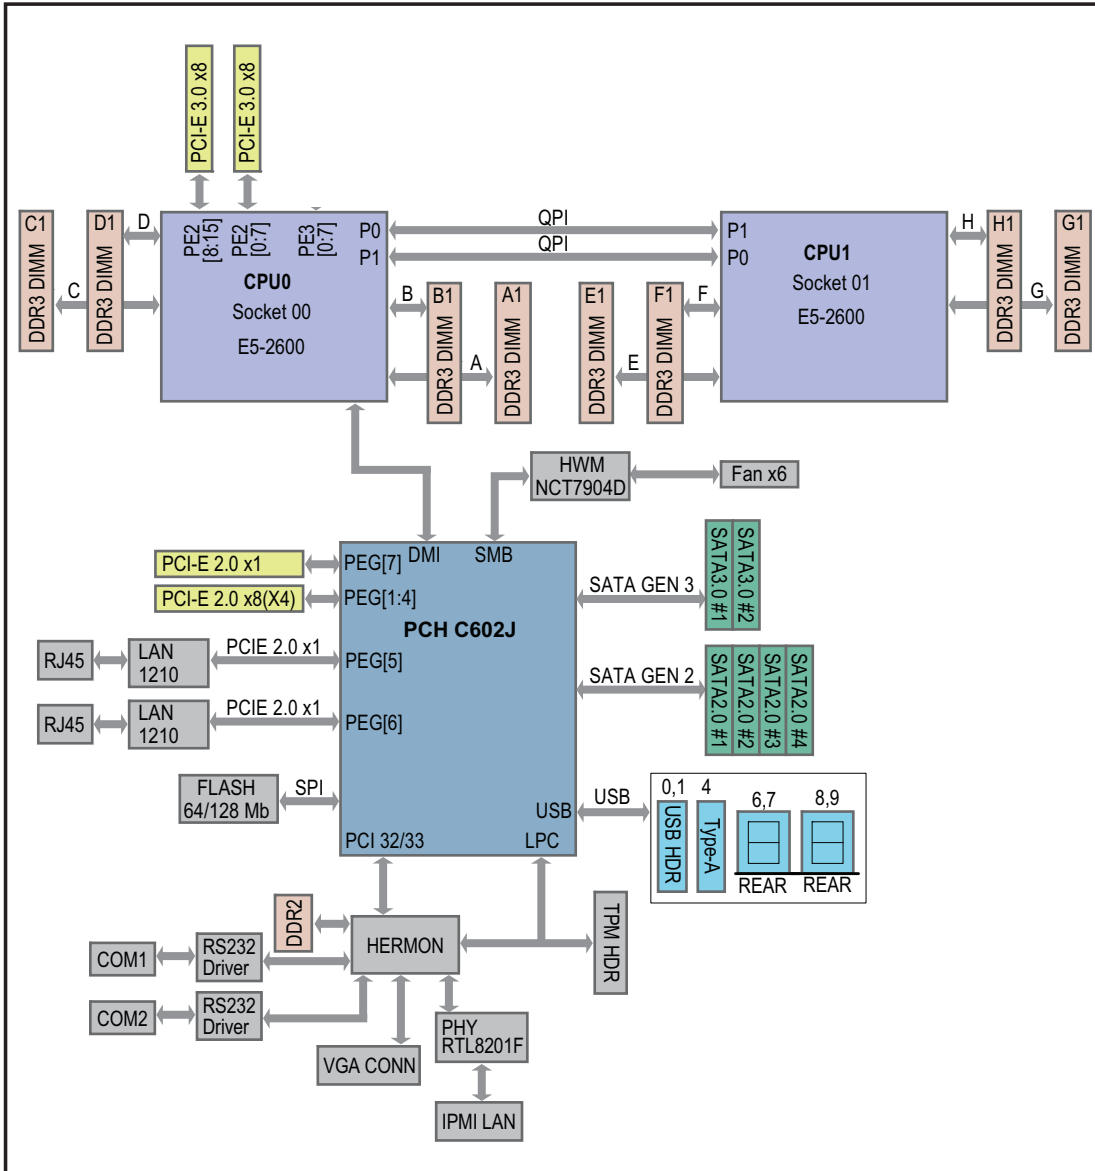 PCI-E 3.0 x8
PCI-E 3.0 x8
C1
DDR3 DIMM
D1
DDR3 DIMM
D
C
PE2
[8:15]
PE2
[0:7]
PE3
[0:7]
P0
P1
CPU0
Socket 00
E5-2600
QPI
QPI
P1
P0
CPU1
Socket 01
E5-2600
B
B1
DDR3 DIMM
A
A1
DDR3 DIMM
E1
DDR3 DIMM
E
F1
DDR3 DIMM
F
H
H1
DDR3 DIMM
G
G1
DDR3 DIMM
HWM
NCT7904D
Fan x6
DMI
SMB
PCI-E 2.0 x1
PEG[7]
PCI-E 2.0 x8(X4)
PEG[1:4]
PCH C602J
SATA GEN 3
SATA3.0 #1
SATA3.0 #2
RJ45
LAN
1210
PCIE 2.0 x1
PEG[5]
SATA GEN 2
SATA2.0 #1
SATA2.0 #2
SATA2.0 #3
SATA2.0 #4
RJ45
LAN
1210
PCIE 2.0 x1
PEG[6]
FLASH
64/128 Mb
SPI
USB
USB
0,1
USB HDR
4
Type-A
6,7
REAR
8,9
REAR
PCI 32/33
LPC
DDR2
HERMON
TPM HDR
COM1
RS232
Driver
COM2
RS232
Driver
VGA CONN
PHY
RTL8201F
IPMI LAN